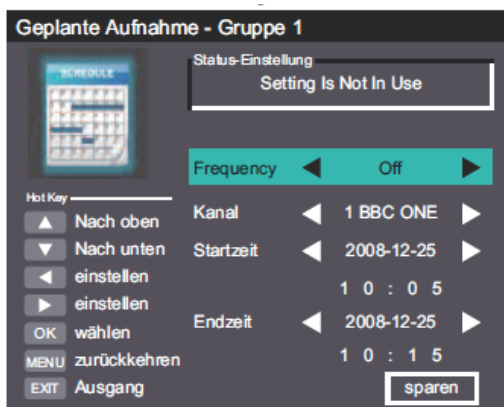 Geplante Aufnahme - Gruppe 1
SCHEDULE
Status-Einstellung
Setting Is Not In Use
Frequency Off
Kanal 1 BBC ONE
Startzeit 2008-12-25
1 0 : 0 5
Endzeit 2008-12-25
1 0 : 1 5
sparen
Hot Key
Nach oben
Nach unten
einstellen
einstellen
OK wählen
MENU zurückkehren
EXIT Ausgang